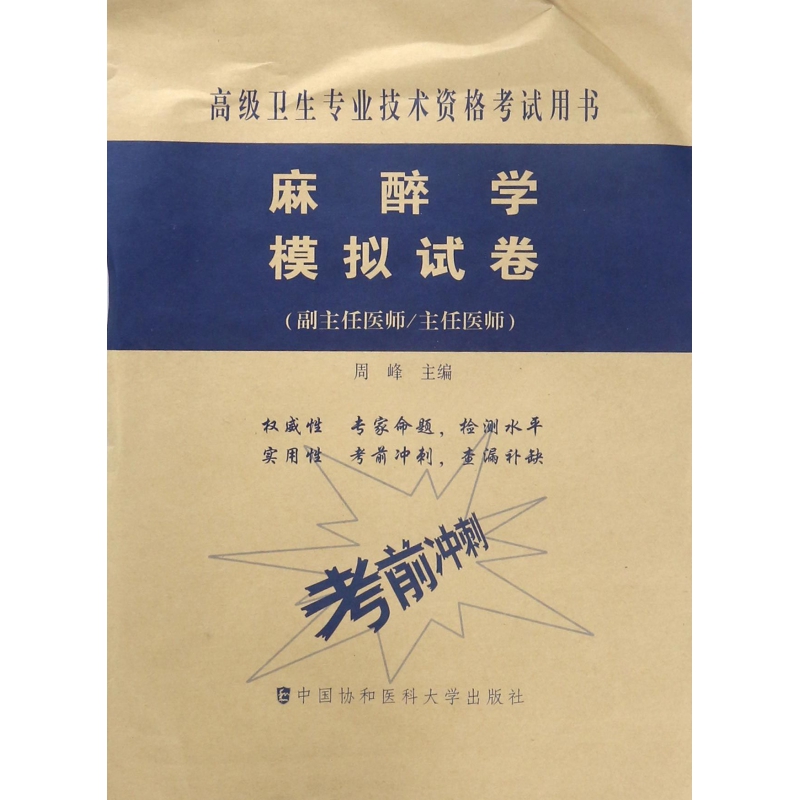 高级卫生专业技术资格考试用书
麻醉学
模拟试卷
(副主任医师/主任医师)
周峰 主编
权威性 专家命题,检测水平
实用性 考前冲刺,查漏补缺
考前冲刺
中国协和医科大学出版社